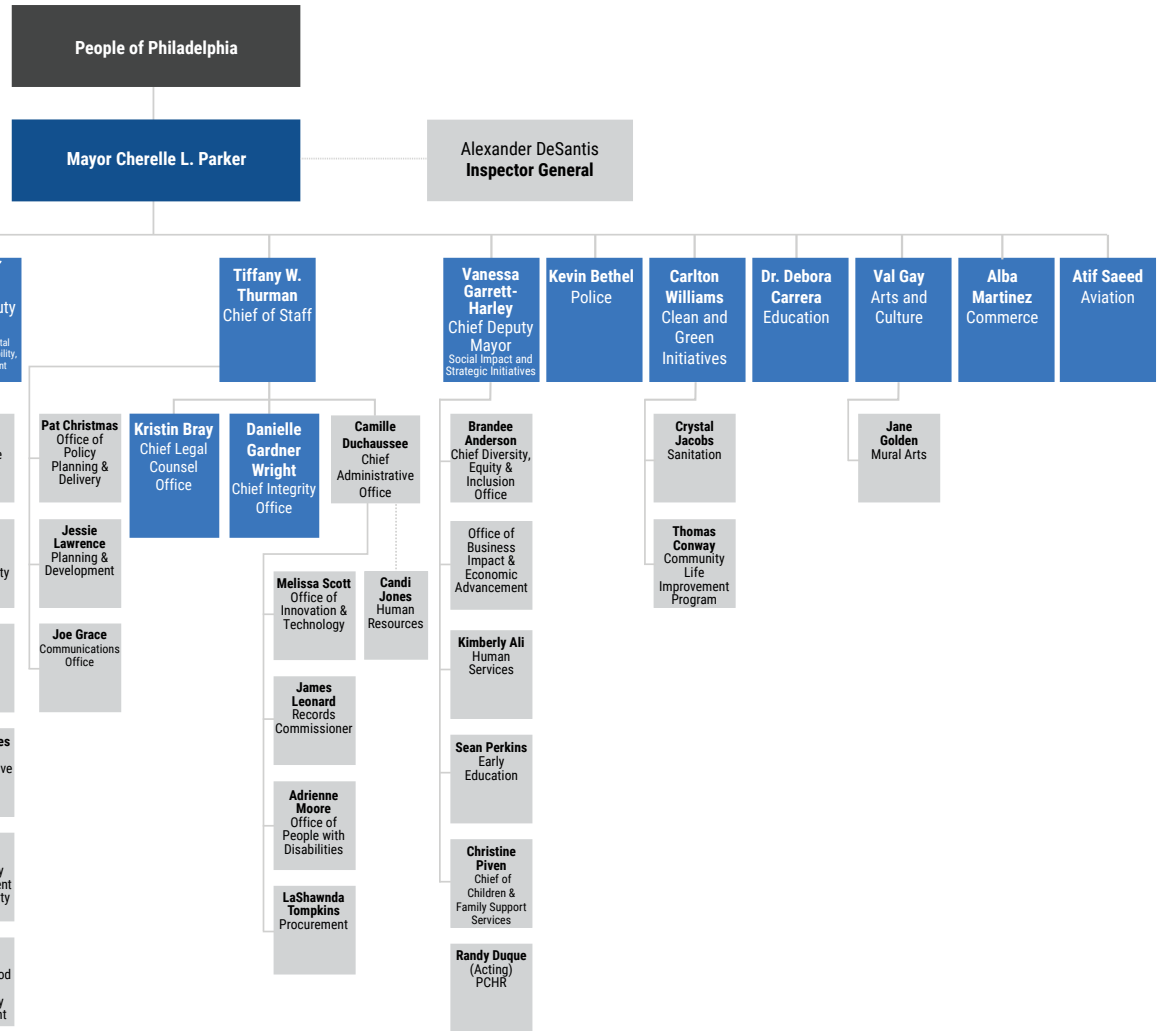 People of Philadelphia
Mayor Cherelle L. Parker
Alexander DeSantis
Inspector General
Tiffany W.
Thurman
Chief of Staff
Vanessa
Garrett-
Harley
Chief Deputy
Mayor
Social Impact and
Strategic Initiatives
Kevin Bethel
Police
Carlton
Williams
Clean and
Green
Initiatives
Dr. Debora
Carrera
Education
Val Gay
Arts and
Culture
Alba
Martinez
Commerce
Atif Saeed
Aviation
Pat Christmas
Office of
Policy
Planning &
Delivery
Jessie
Lawrence
Planning &
Development
Joe Grace
Communications
Office
Kristin Bray
Chief Legal
Counsel
Office
Danielle
Gardner
Wright
Chief Integrity
Office
Camille
Duchaussee
Chief
Administrative
Office
Melissa Scott
Office of
Innovation &
Technology
Candi
Jones
Human
Resources
James
Leonard
Records
Commissioner
Adrienne
Moore
Office of
People with
Disabilities
LaShawnda
Tompkins
Procurement
Brandee
Anderson
Chief Diversity,
Equity &
Inclusion
Office
Office of
Business
Impact &
Economic
Advancement
Kimberly Ali
Human
Services
Sean Perkins
Early
Education
Christine
Piven
Chief of
Children &
Family Support
Services
Randy Duque
(Acting)
PCHR
Crystal
Jacobs
Sanitation
Thomas
Conway
Community
Life
Improvement
Program
Jane
Golden
Mural Arts